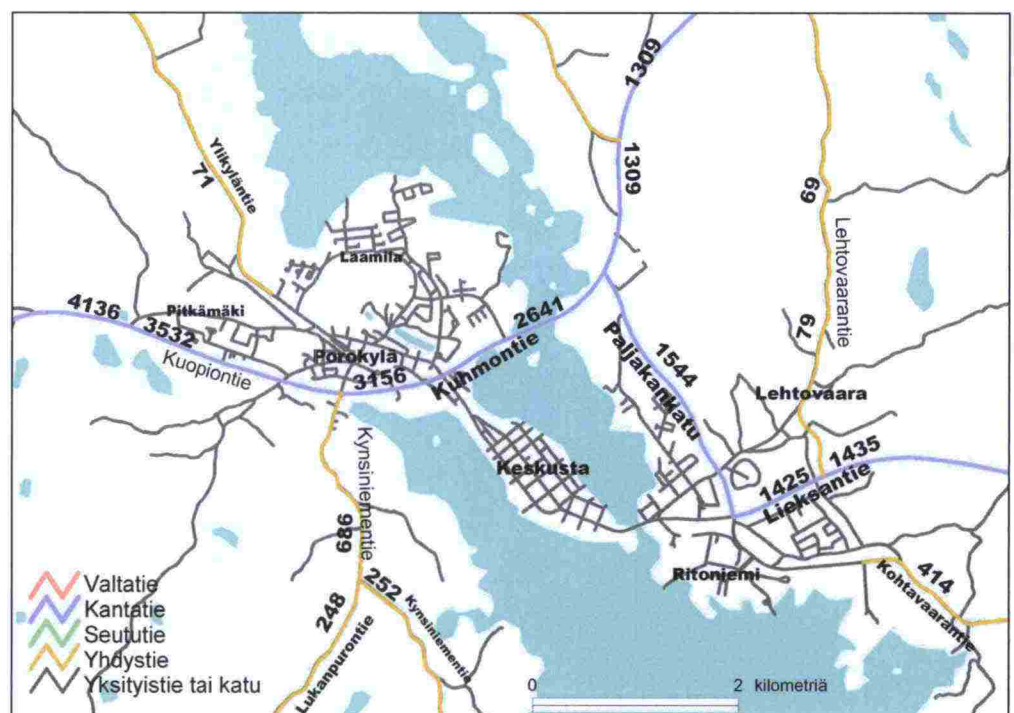 1309
1309
Ylikyläntie
71
69
Lehtovaarantie
79
Laamila
4136
Pitkämäki
3532
Kuopiontie
Porokylä
3156
2641
Kuhmontie
Paljakankatu
1544
Lehtovaara
Keskusta
1435
1425
Lieksantie
Kynsiniementie
686
Ritoniemi
414
Kohtavaarantie
252
Kynsiniementie
248
Lukanpurontie
Valtatie
Kantatie
Seututie
Yhdystie
Yksityistie tai katu
0 2 kilometriä